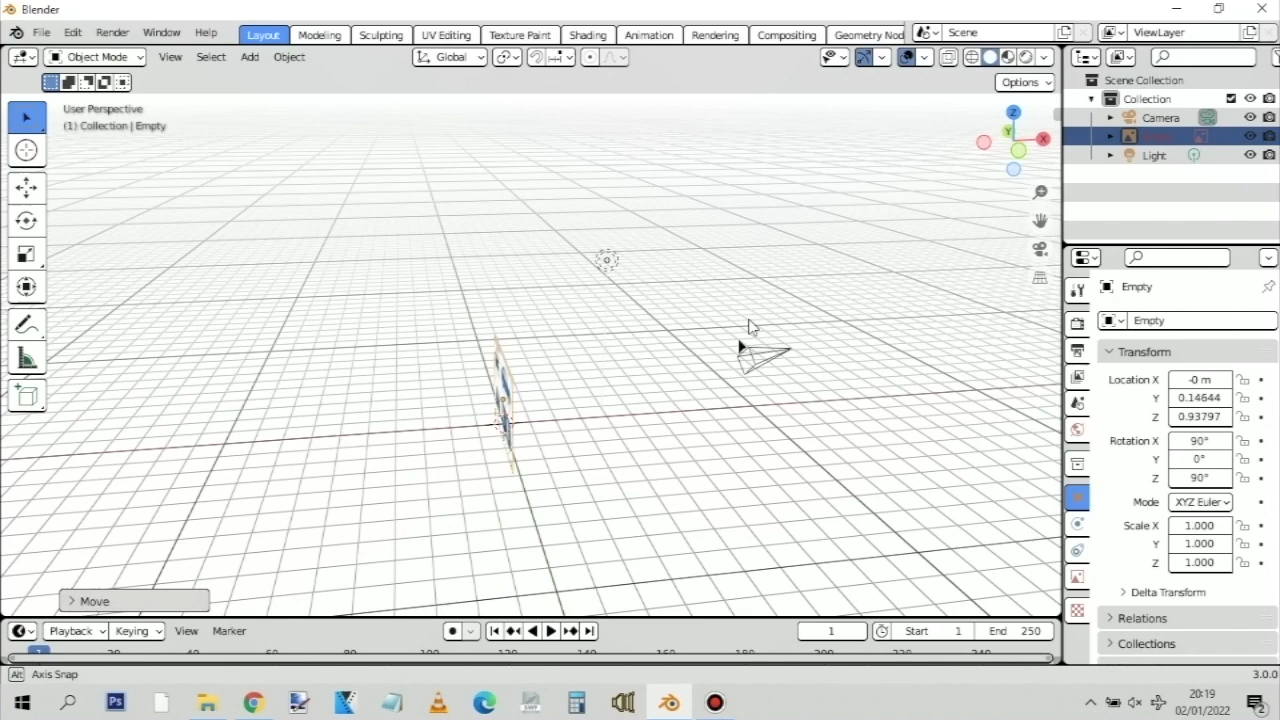 Blender
File Edit Render Window Help Layout Modeling Sculpting UV Editing Texture Paint Shading Animation Rendering Compositing Geometry Nod Scene ViewLayer
Object Mode View Select Add Object Global
Options
User Perspective
(1) Collection | Empty
Z
Y
X
Scene Collection
Collection
Camera
Light
Empty
Empty
Transform
Location X -0 m
Y 0.14644
Z 0.93797
Rotation X 90°
Y 0°
Z 90°
Mode XYZ Euler
Scale X 1.000
Y 1.000
Z 1.000
Delta Transform
Relations
Collections
Move
Playback Keying View Marker 1 Start 1 End 250
Alt Axis Snap 3.0.0
Ps
20:19
02/01/2022
2